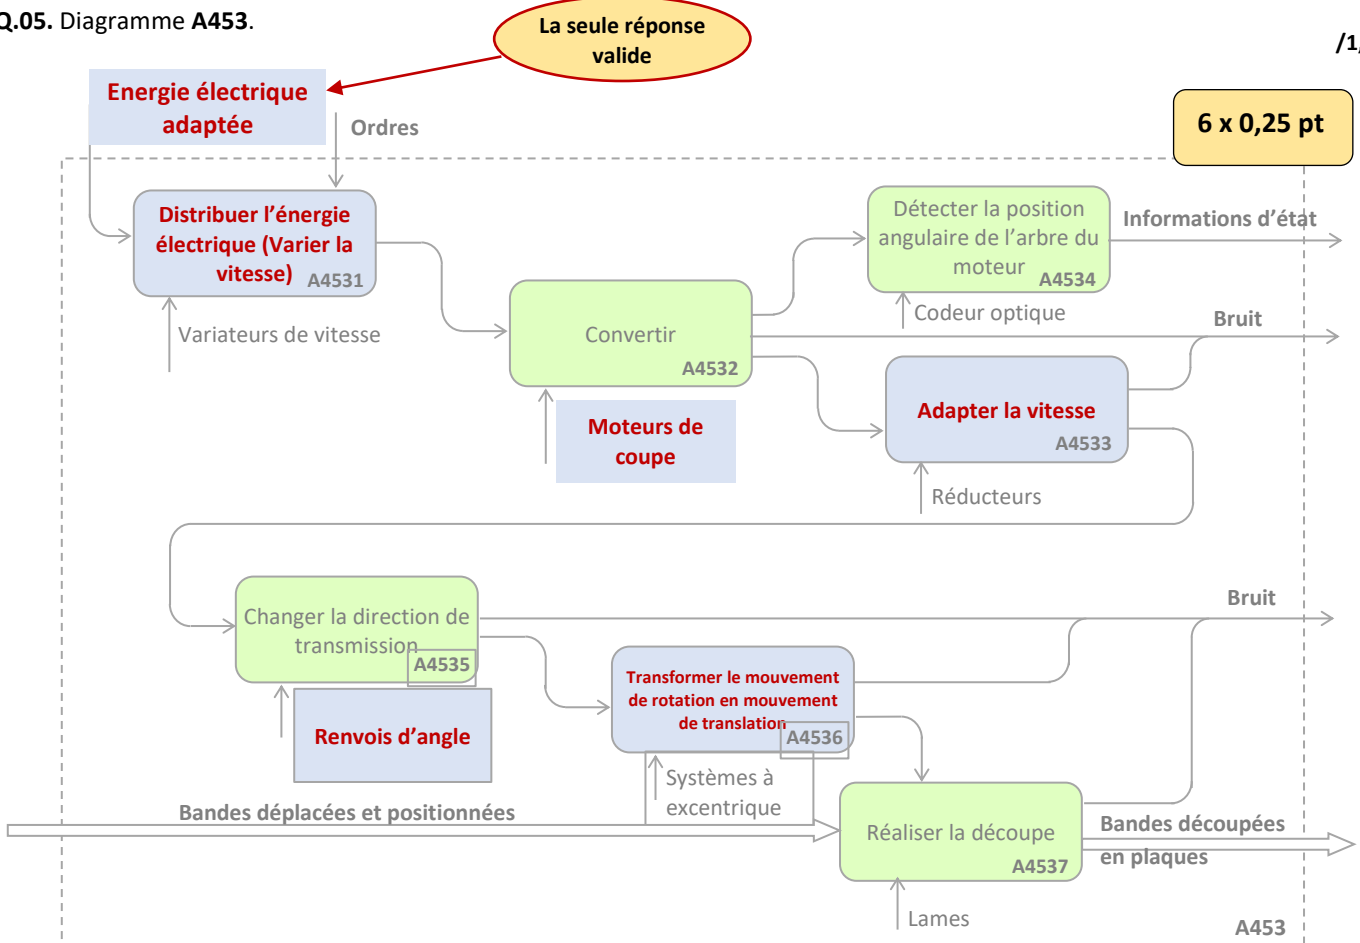 Q.05. Diagramme A453.
La seule réponse
valide
/1,
Energie électrique
adaptée
Ordres
6 x 0,25 pt
Distribuer l’énergie
électrique (Varier la
vitesse)
A4531
Détecter la position
angulaire de l’arbre du
moteur
A4534
Informations d’état
Variateurs de vitesse
Codeur optique
Convertir
A4532
Bruit
Moteurs de
coupe
Adapter la vitesse
A4533
Réducteurs
Changer la direction de
transmission
A4535
Bruit
Renvois d’angle
Transformer le mouvement
de rotation en mouvement
de translation
A4536
Systèmes à
excentrique
Bandes déplacées et positionnées
Réaliser la découpe
A4537
Bandes découpées
en plaques
Lames
A453